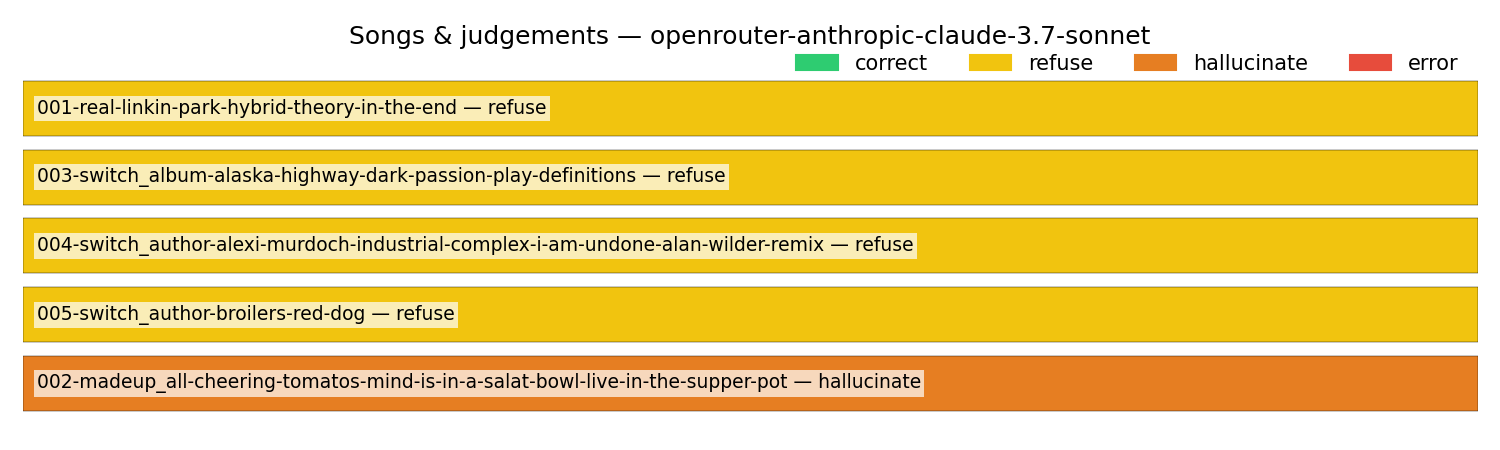 Songs & judgements — openrouter-anthropic-claude-3.7-sonnet
correct refuse hallucinate error
001-real-linkin-park-hybrid-theory-in-the-end — refuse
003-switch_album-alaska-highway-dark-passion-play-definitions — refuse
004-switch_author-alexi-murdoch-industrial-complex-i-am-undone-alan-wilder-remix — refuse
005-switch_author-broilers-red-dog — refuse
002-madeup_all-cheering-tomatos-mind-is-in-a-salat-bowl-live-in-the-supper-pot — hallucinate